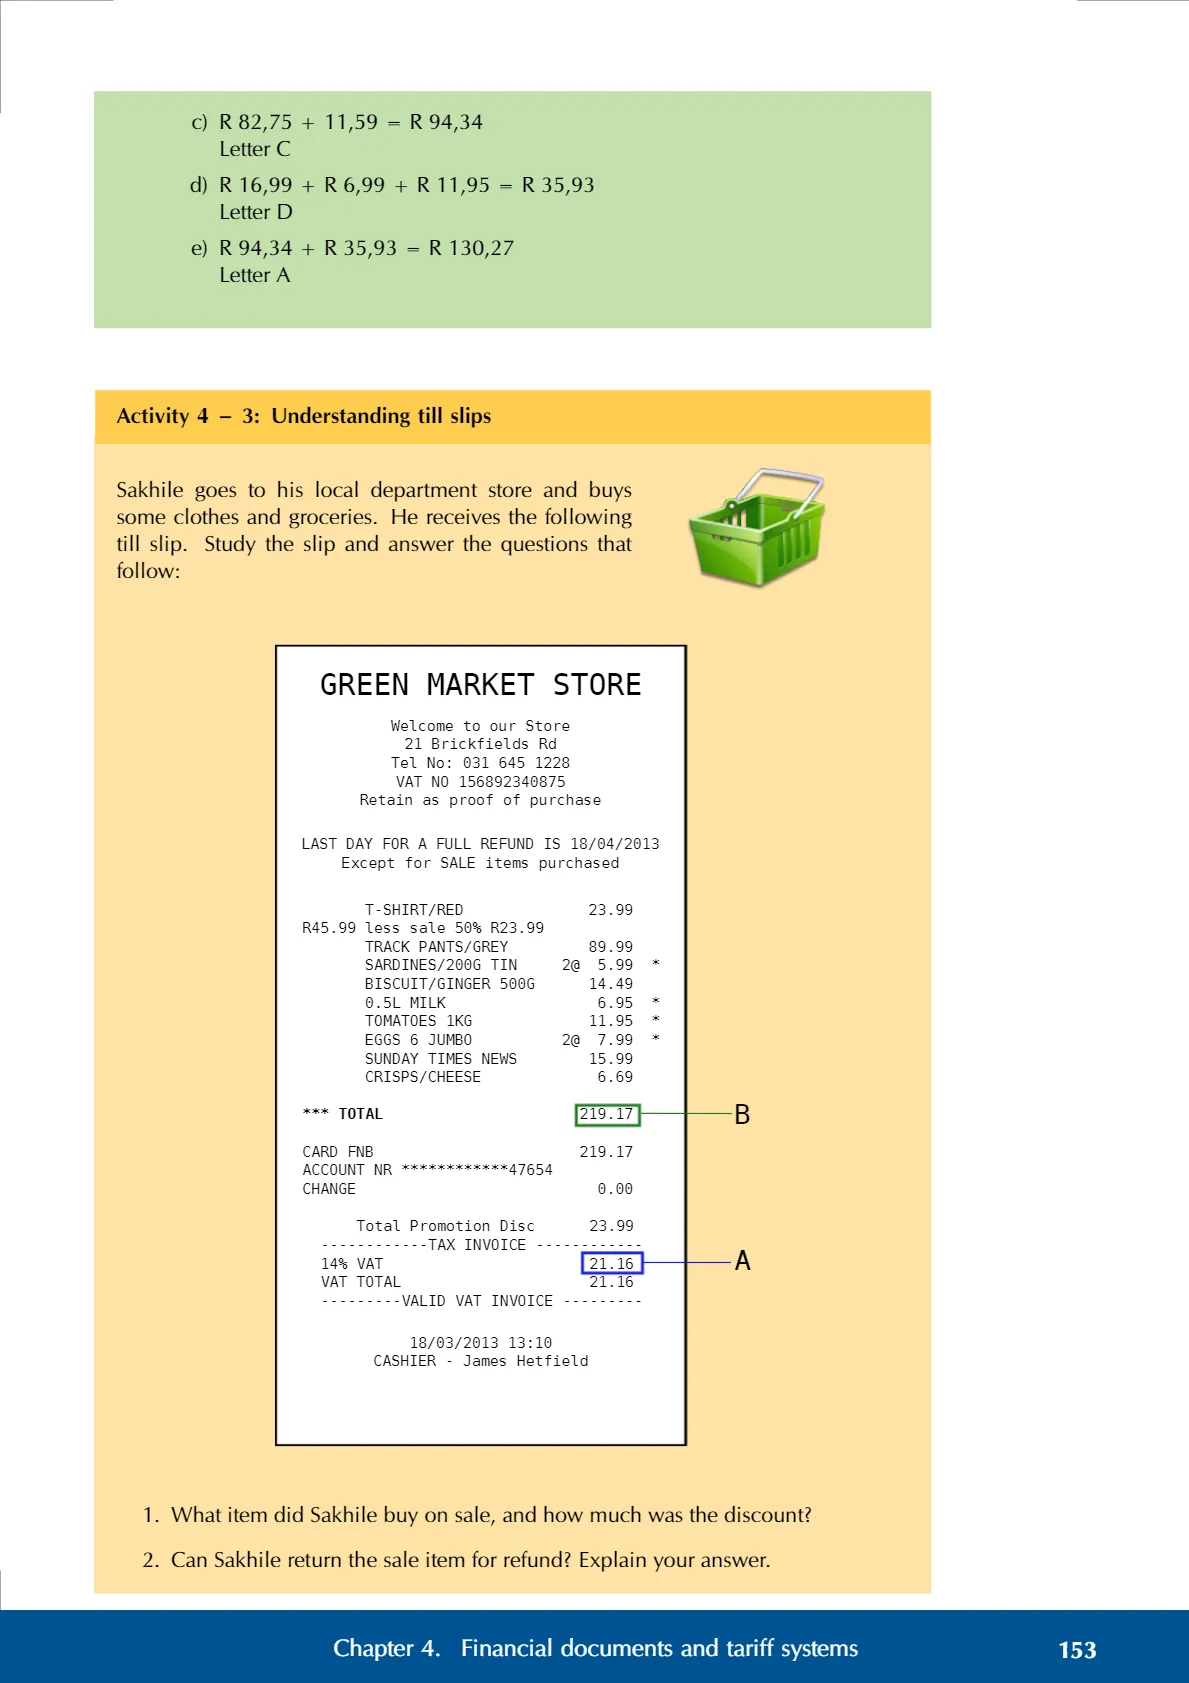 c) R 82,75 + 11,59 = R 94,34
Letter C
d) R 16,99 + R 6,99 + R 11,95 = R 35,93
Letter D
e) R 94,34 + R 35,93 = R 130,27
Letter A
Activity 4 – 3: Understanding till slips
Sakhile goes to his local department store and buys
some clothes and groceries. He receives the following
till slip. Study the slip and answer the questions that
follow:
GREEN MARKET STORE
Welcome to our Store
21 Brickfields Rd
Tel No: 031 645 1228
VAT NO 156892340875
Retain as proof of purchase
LAST DAY FOR A FULL REFUND IS 18/04/2013
Except for SALE items purchased
T-SHIRT/RED 23.99
R45.99 less sale 50% R23.99
TRACK PANTS/GREY 89.99
SARDINES/200G TIN 2@ 5.99 *
BISCUIT/GINGER 500G 14.49
0.5L MILK 6.95 *
TOMATOES 1KG 11.95 *
EGGS 6 JUMBO 2@ 7.99 *
SUNDAY TIMES NEWS 15.99
CRISPS/CHEESE 6.69
*** TOTAL 219.17 B
CARD FNB 219.17
ACCOUNT NR ************47654
CHANGE 0.00
Total Promotion Disc 23.99
------------TAX INVOICE ------------
14% VAT 21.16 A
VAT TOTAL 21.16
---------VALID VAT INVOICE ---------
18/03/2013 13:10
CASHIER - James Hetfield
1. What item did Sakhile buy on sale, and how much was the discount?
2. Can Sakhile return the sale item for refund? Explain your answer.
Chapter 4. Financial documents and tariff systems 153